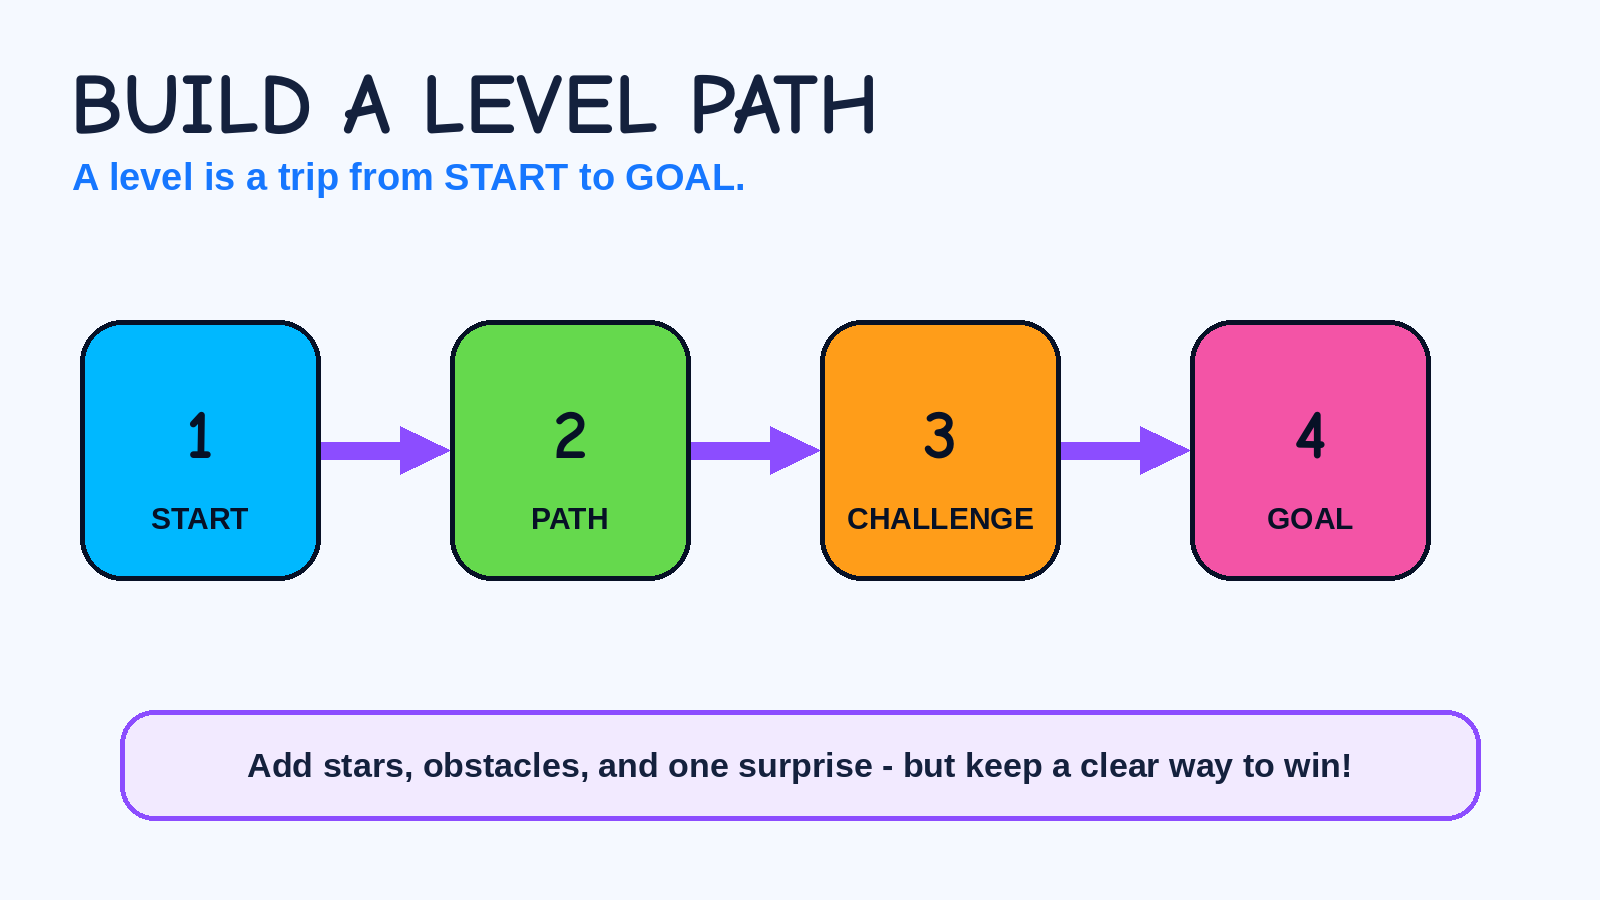 BUILD A LEVEL PATH
A level is a trip from START to GOAL.
1
START
2
PATH
3
CHALLENGE
4
GOAL
Add stars, obstacles, and one surprise - but keep a clear way to win!